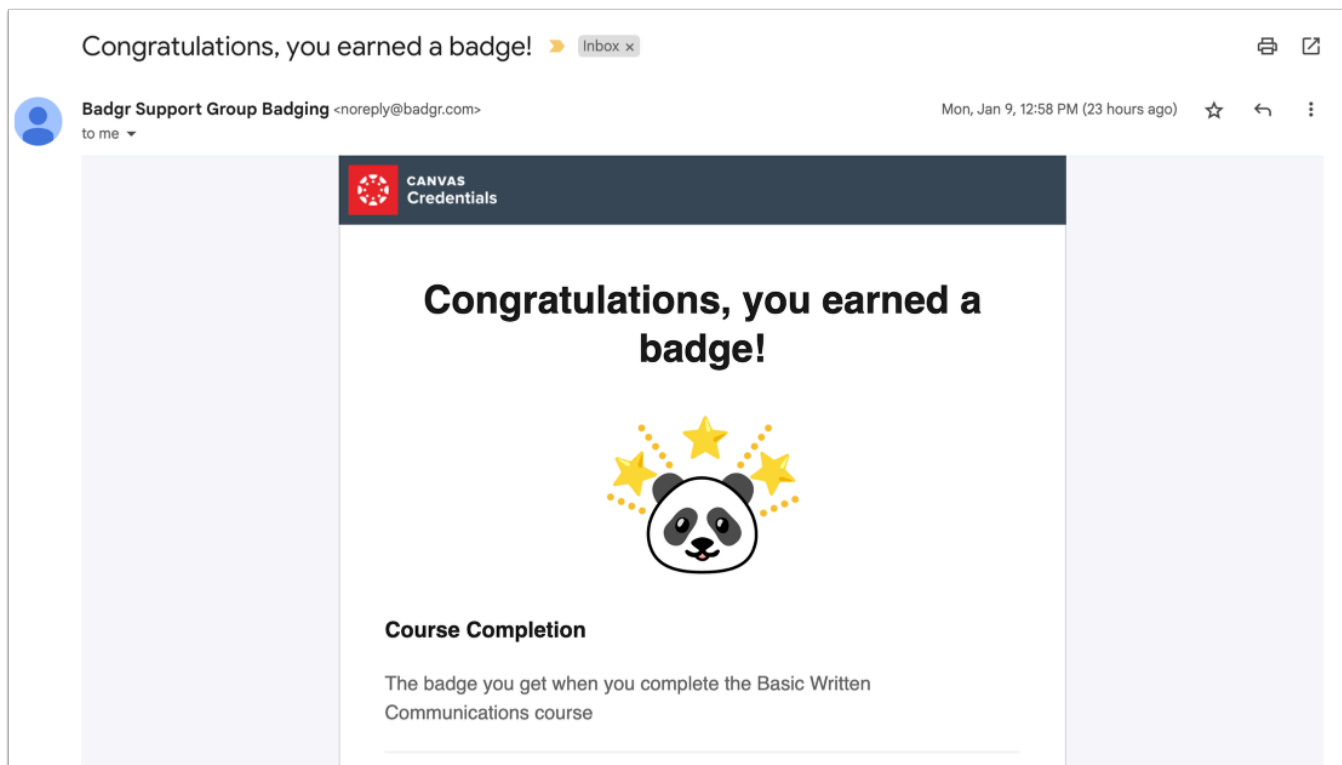 Congratulations, you earned a badge! Inbox x
Badgr Support Group Badging <noreply@badgr.com> Mon, Jan 9, 12:58 PM (23 hours ago)
to me
CANVAS
Credentials
Congratulations, you earned a
badge!
Course Completion
The badge you get when you complete the Basic Written
Communications course